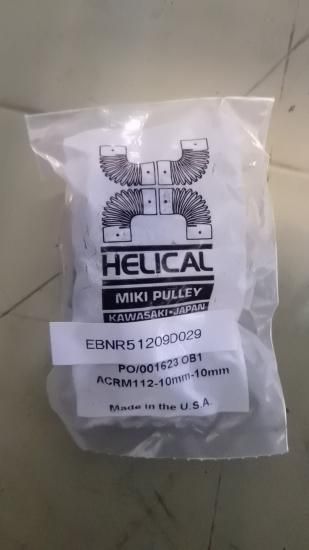 HELICAL
MIKI PULLEY
KAWASAKI•JAPAN
EBNR51209D029
PO/001623 OB1
ACRM112-10mm-10mm
Made in the U.S.A.